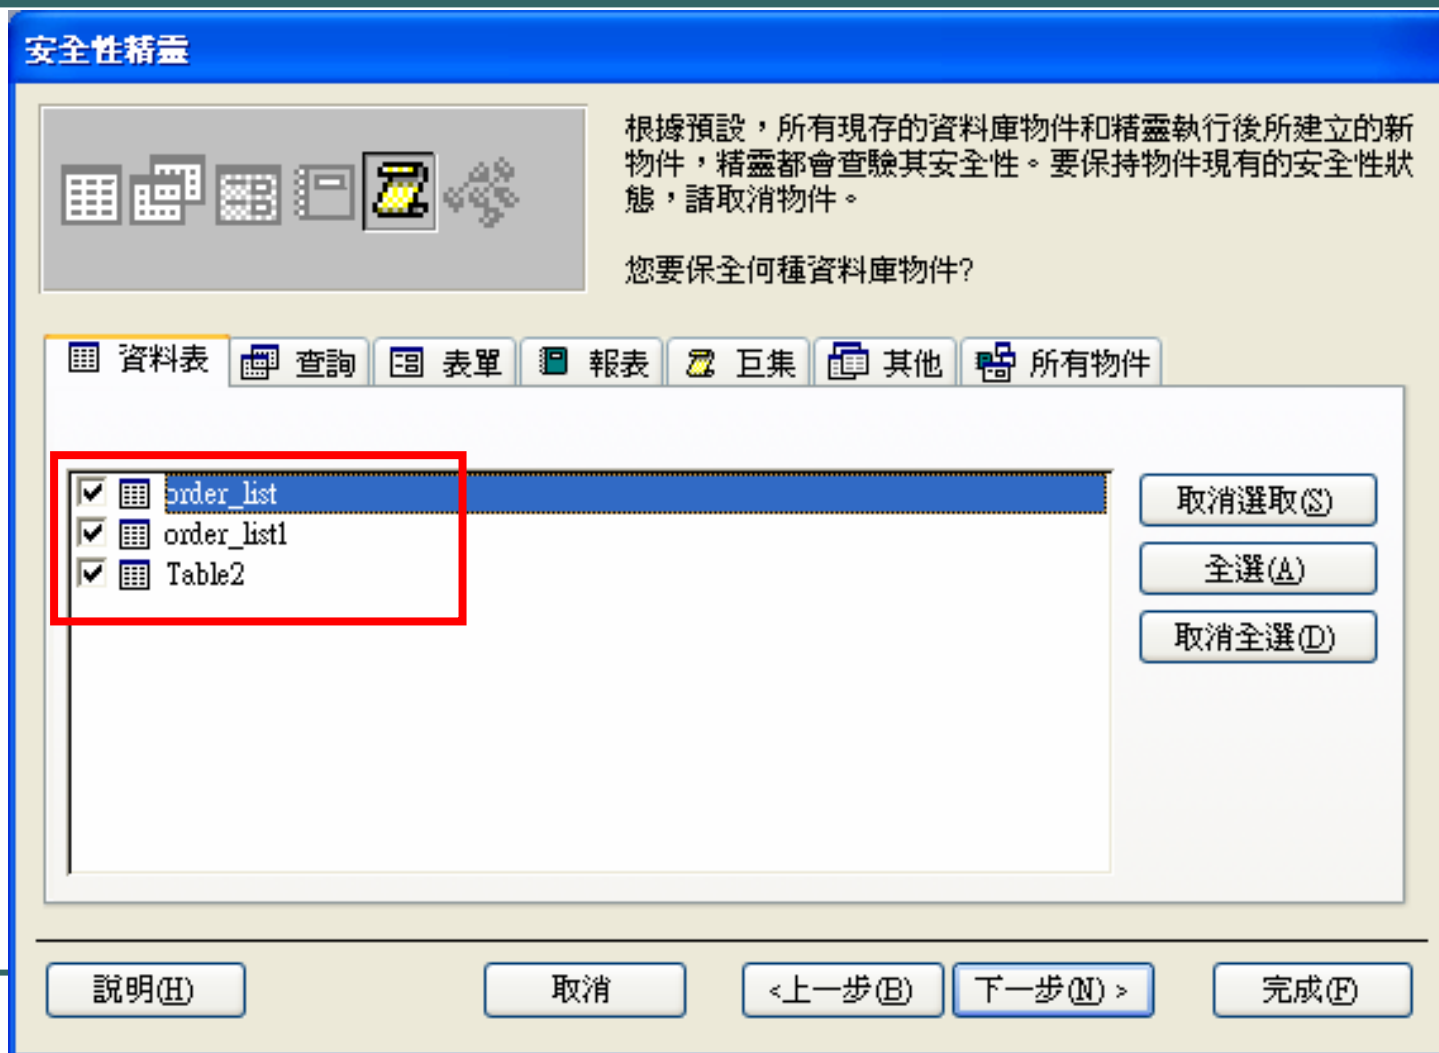 安全性精靈
根據預設，所有現存的資料庫物件和精靈執行後所建立的新
物件，精靈都會查驗其安全性。要保持物件現有的安全性狀
態，請取消物件。
您要保全何種資料庫物件?
資料表 查詢 表單 報表 巨集 其他 所有物件
order_list
order_list1
Table2
取消選取(S)
全選(A)
取消全選(D)
說明(H) 取消 <上一步(B) 下一步(N) > 完成(F)